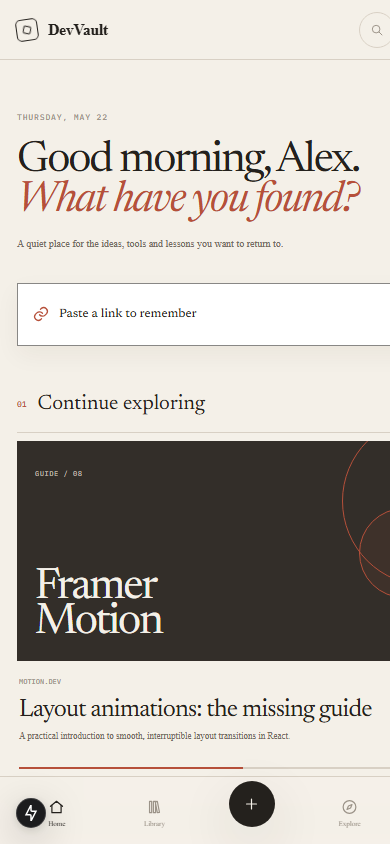 DevVault
THURSDAY, MAY 22
Good morning, Alex.
What have you found?
A quiet place for the ideas, tools and lessons you want to return to.
Paste a link to remember
01 Continue exploring
GUIDE / 08
Framer
Motion
MOTION.DEV
Layout animations: the missing guide
A practical introduction to smooth, interruptible layout transitions in React.
Home
Library
Explore